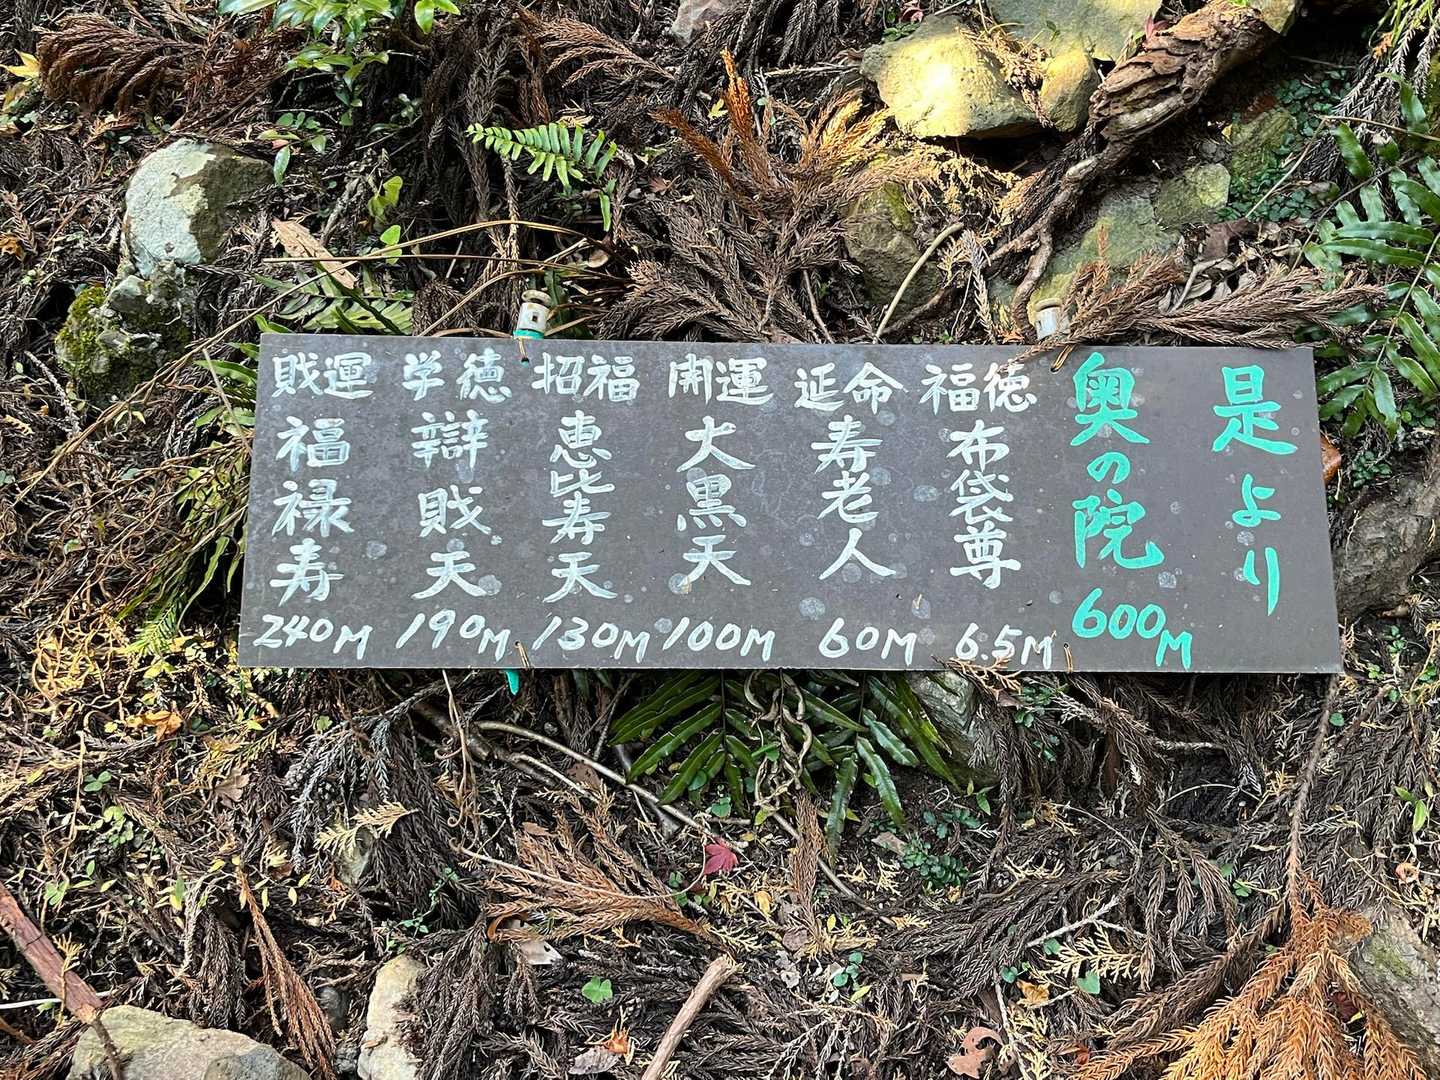 是より
奥の院 600M
福徳 布袋尊 6.5M
延命 寿老人 60M
開運 大黒天 100M
招福 恵比寿天 130M
学徳 辯財天 190M
財運 福禄寿 240M